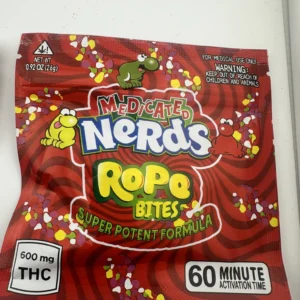 NET WT
0.92 OZ (26g)
FOR MEDICAL USE ONLY
WARNING:
KEEP OUT OF REACH OF
CHILDREN AND ANIMALS
MEDICATED
NeRds
ROPe
BITES
SUPER POTENT FORMULA
600 mg
THC
60 MINUTE
ACTIVATION TIME